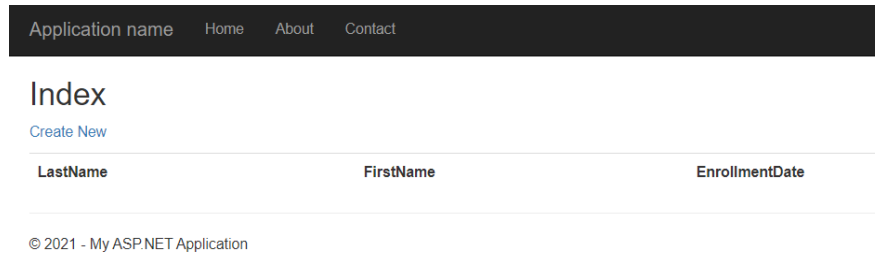 Application name Home About Contact
Index
Create New
LastName FirstName EnrollmentDate
© 2021 - My ASP.NET Application